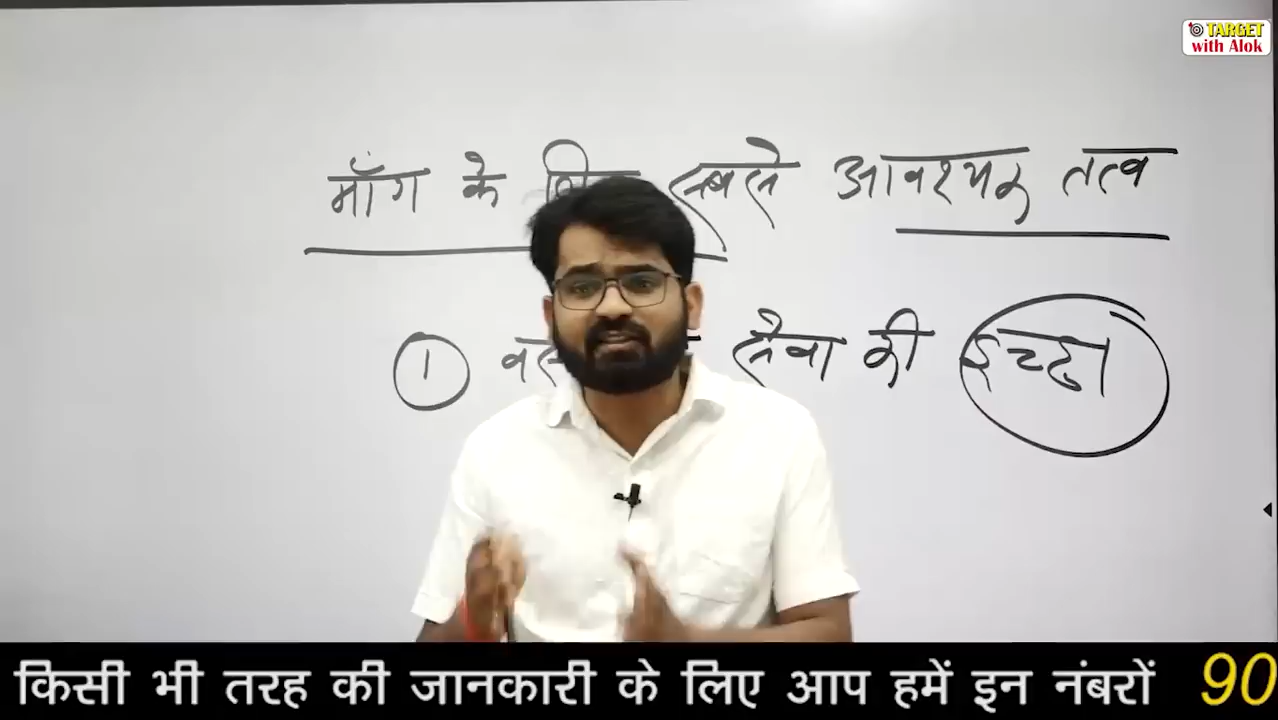 TARGET
with Alok
माँग के सबसे आवश्यक तत्व
① सेवा की इच्छा
किसी भी तरह की जानकारी के लिए आप हमें इन नंबरों 90